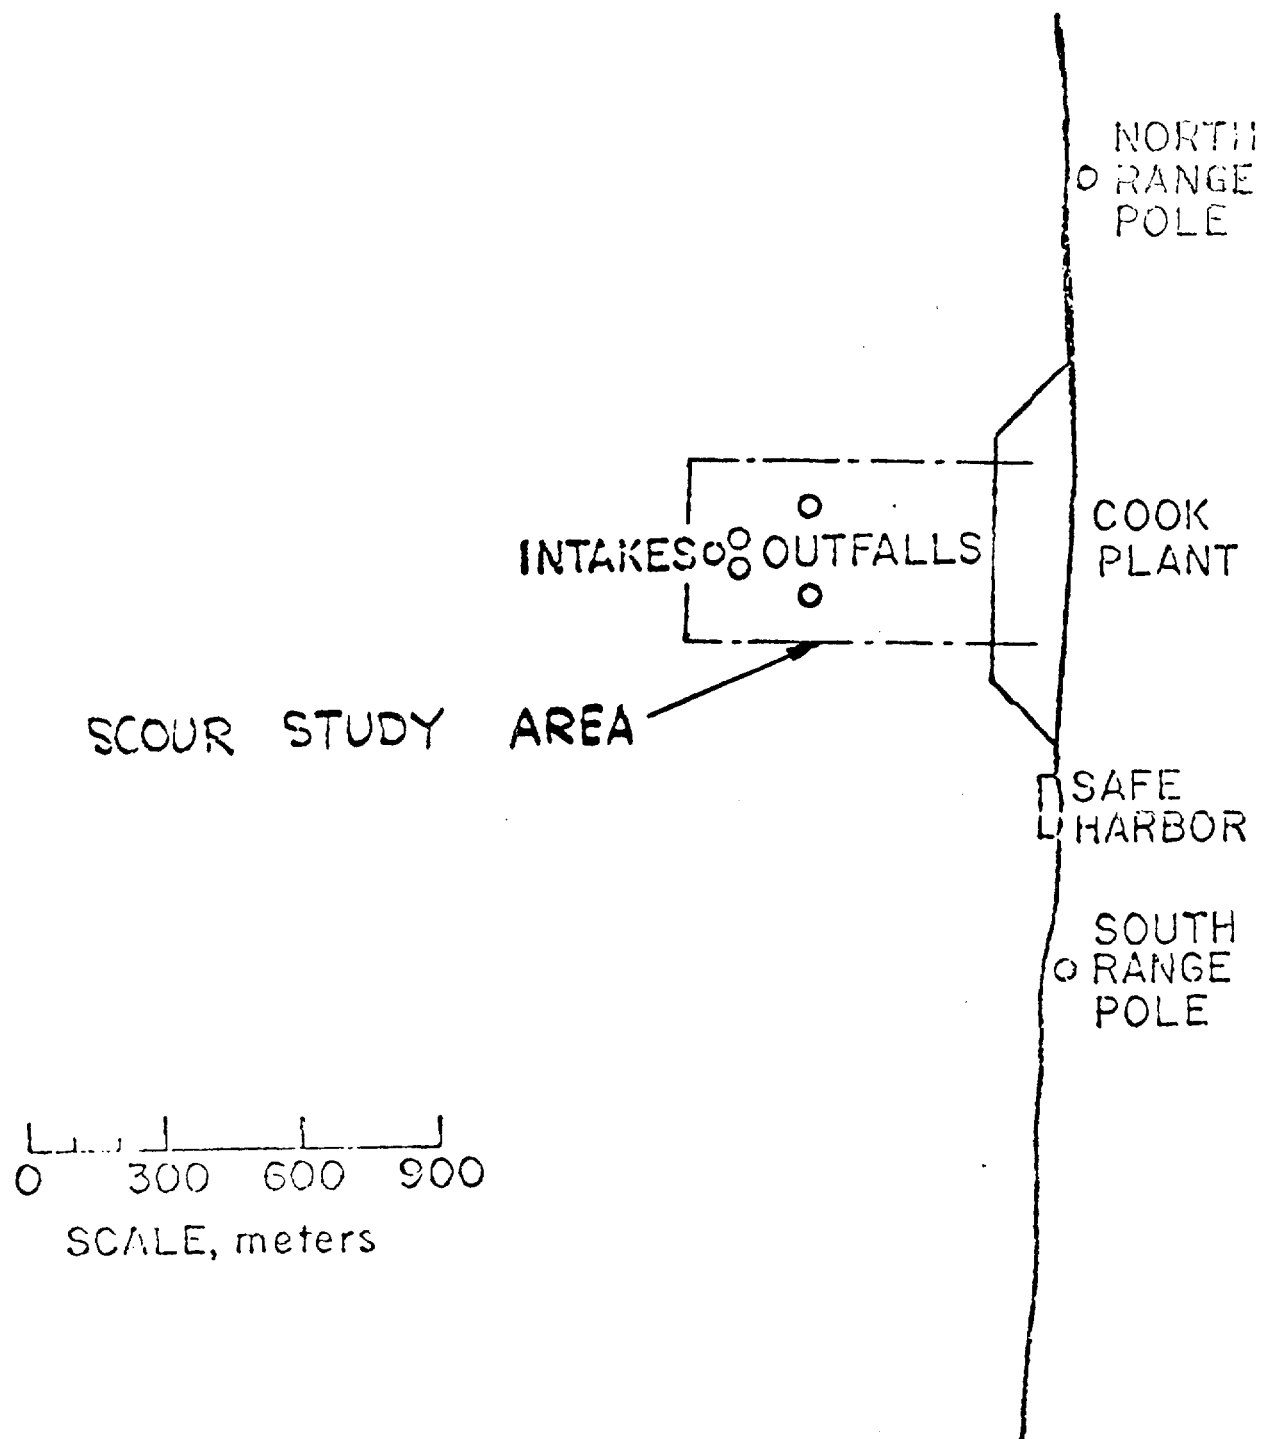 NORTH
RANGE
POLE
COOK
PLANT
INTAKES OUTFALLS
SCOUR STUDY AREA
SAFE
HARBOR
SOUTH
RANGE
POLE
0 300 600 900
SCALE, meters